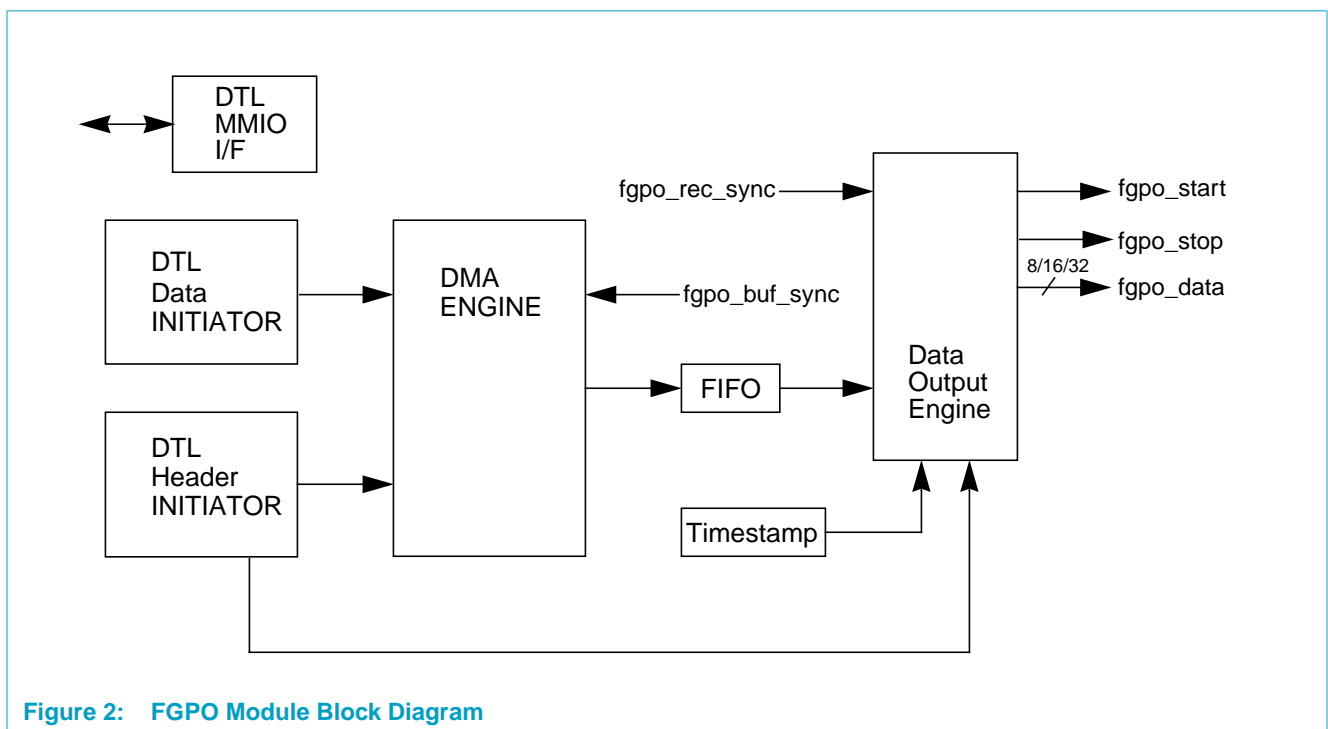 DTL
MMIO
I/F
fgpo_rec_sync
fgpo_start
fgpo_stop
8/16/32
fgpo_data
DTL
Data
INITIATOR
DMA
ENGINE
fgpo_buf_sync
FIFO
Data
Output
Engine
DTL
Header
INITIATOR
Timestamp
Figure 2: FGPO Module Block Diagram